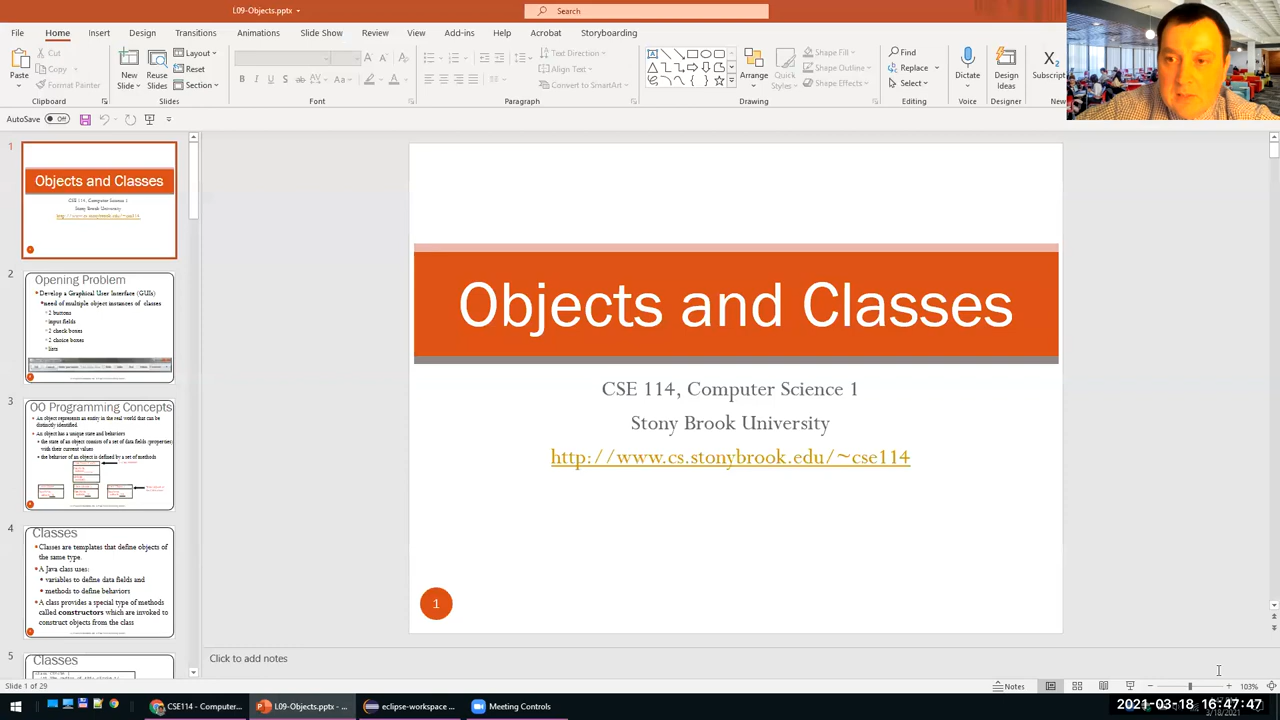 L09-Objects.pptx
Search
File Home Insert Design Transitions Animations Slide Show Review View Add-ins Help Acrobat Storyboarding
Paste
Cut
Copy
Format Painter
Clipboard
New Slides
Reuse Slides
Layout
Reset
Section
Slides
Font
Text Direction
Align Text
Convert to SmartArt
Paragraph
Arrange
Quick Styles
Shape Fill
Shape Outline
Shape Effects
Drawing
Find
Replace
Select
Editing
Dictate
Voice
Design Ideas
Designer
AutoSave Off
1
Objects and Classes
CSE 114, Computer Science 1
Stony Brook University
http://www.cs.stonybrook.edu/~cse114
2
Opening Problem
Develop a Graphical User Interface (GUIs)
need of multiple object instances of classes
2 buttons
input fields
2 check boxes
2 choice boxes
lists
3
OO Programming Concepts
An object represents an entity in the real world that can be
distinctly identified.
An object has a unique state and behaviors
the state of an object consists of a set of data fields (properties)
with their current values
the behavior of an object is defined by a set of methods
4
Classes
Classes are templates that define objects of
the same type.
A Java class uses:
variables to define data fields and
methods to define behaviors
A class provides a special type of methods
called constructors which are invoked to
construct objects from the class
5
Classes
Objects and Classes
CSE 114, Computer Science 1
Stony Brook University
http://www.cs.stonybrook.edu/~cse114
1
Click to add notes
Slide 1 of 29
Notes
103%
CSE114 - Computer...
L09-Objects.pptx - ...
eclipse-workspace ...
Meeting Controls
2021-03-18 16:47:47
3/18/2021